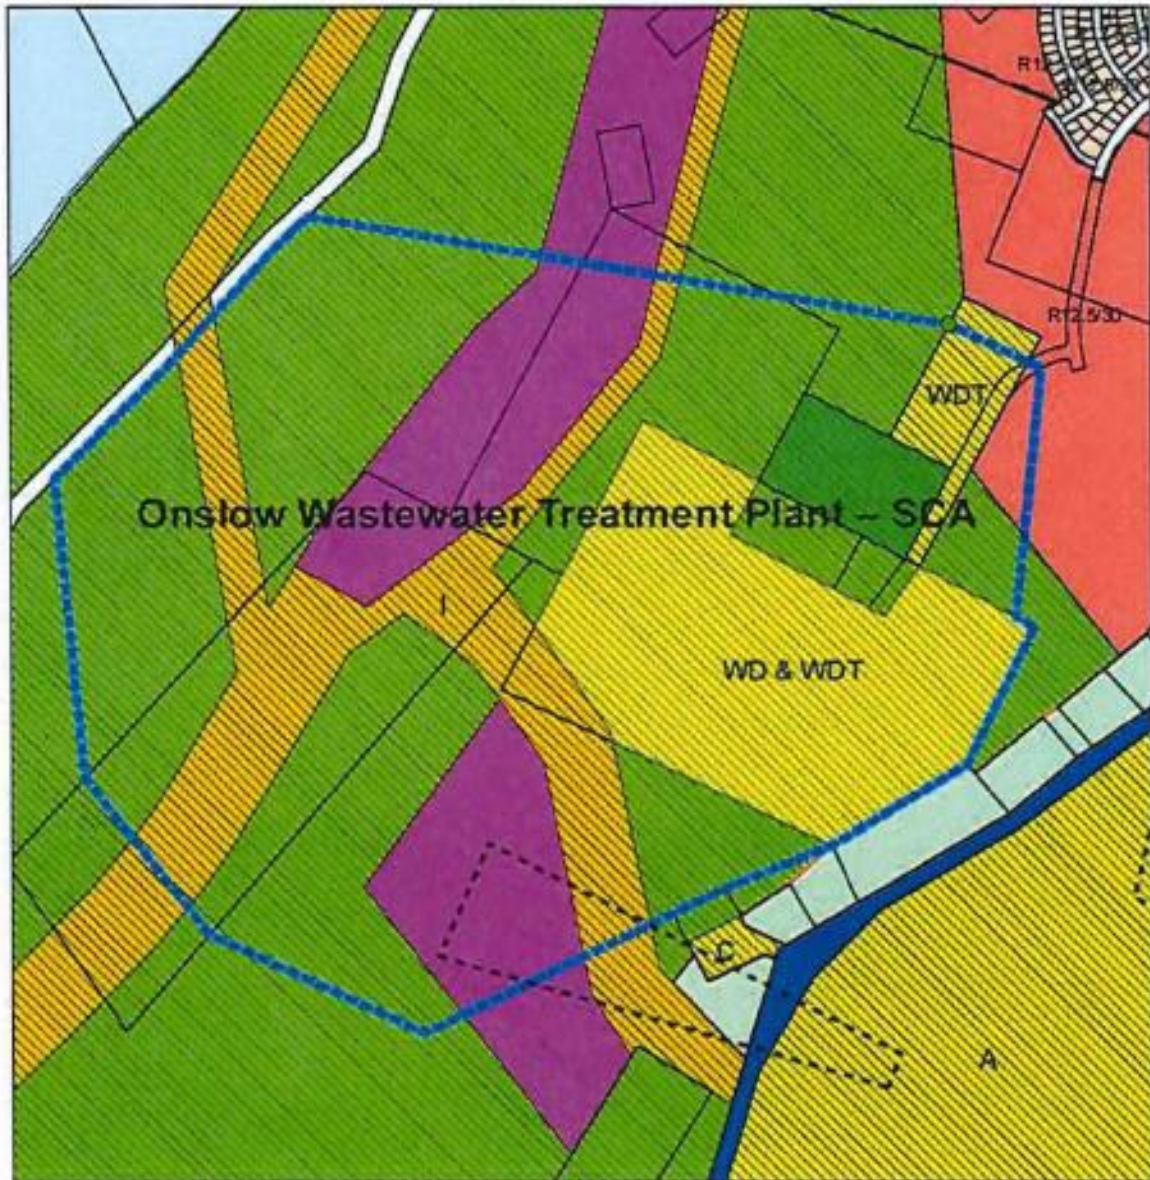 R12.5/30
WDT
Onslow Wastewater Treatment Plant – SCA
I
WD & WDT
C
A